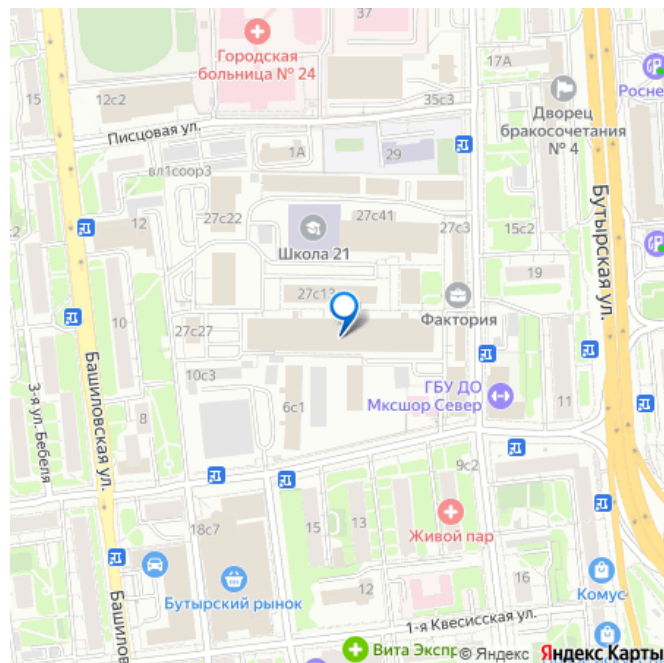 37
Городская
больница № 24
17А
Росне
15
12с2
35с3
Дворец
бракосочетания
№ 4
Писцовая ул.
1А
29
вл1соор3
27с22
27с41
12
27с3
15с2
Школа 21
Бутырская ул.
19
27с13
Фактория
10
27с27
Башиловская ул.
10с3
3-я ул. Бебеля
ГБУ ДО
Мксшор Север
8
6с1
11
9с2
18с7
15
13
Живой пар
16
Комус
Бутырский рынок
12
Башилов
1-я Квесисская ул.
Вита Экспр
© Яндекс Яндекс Карты